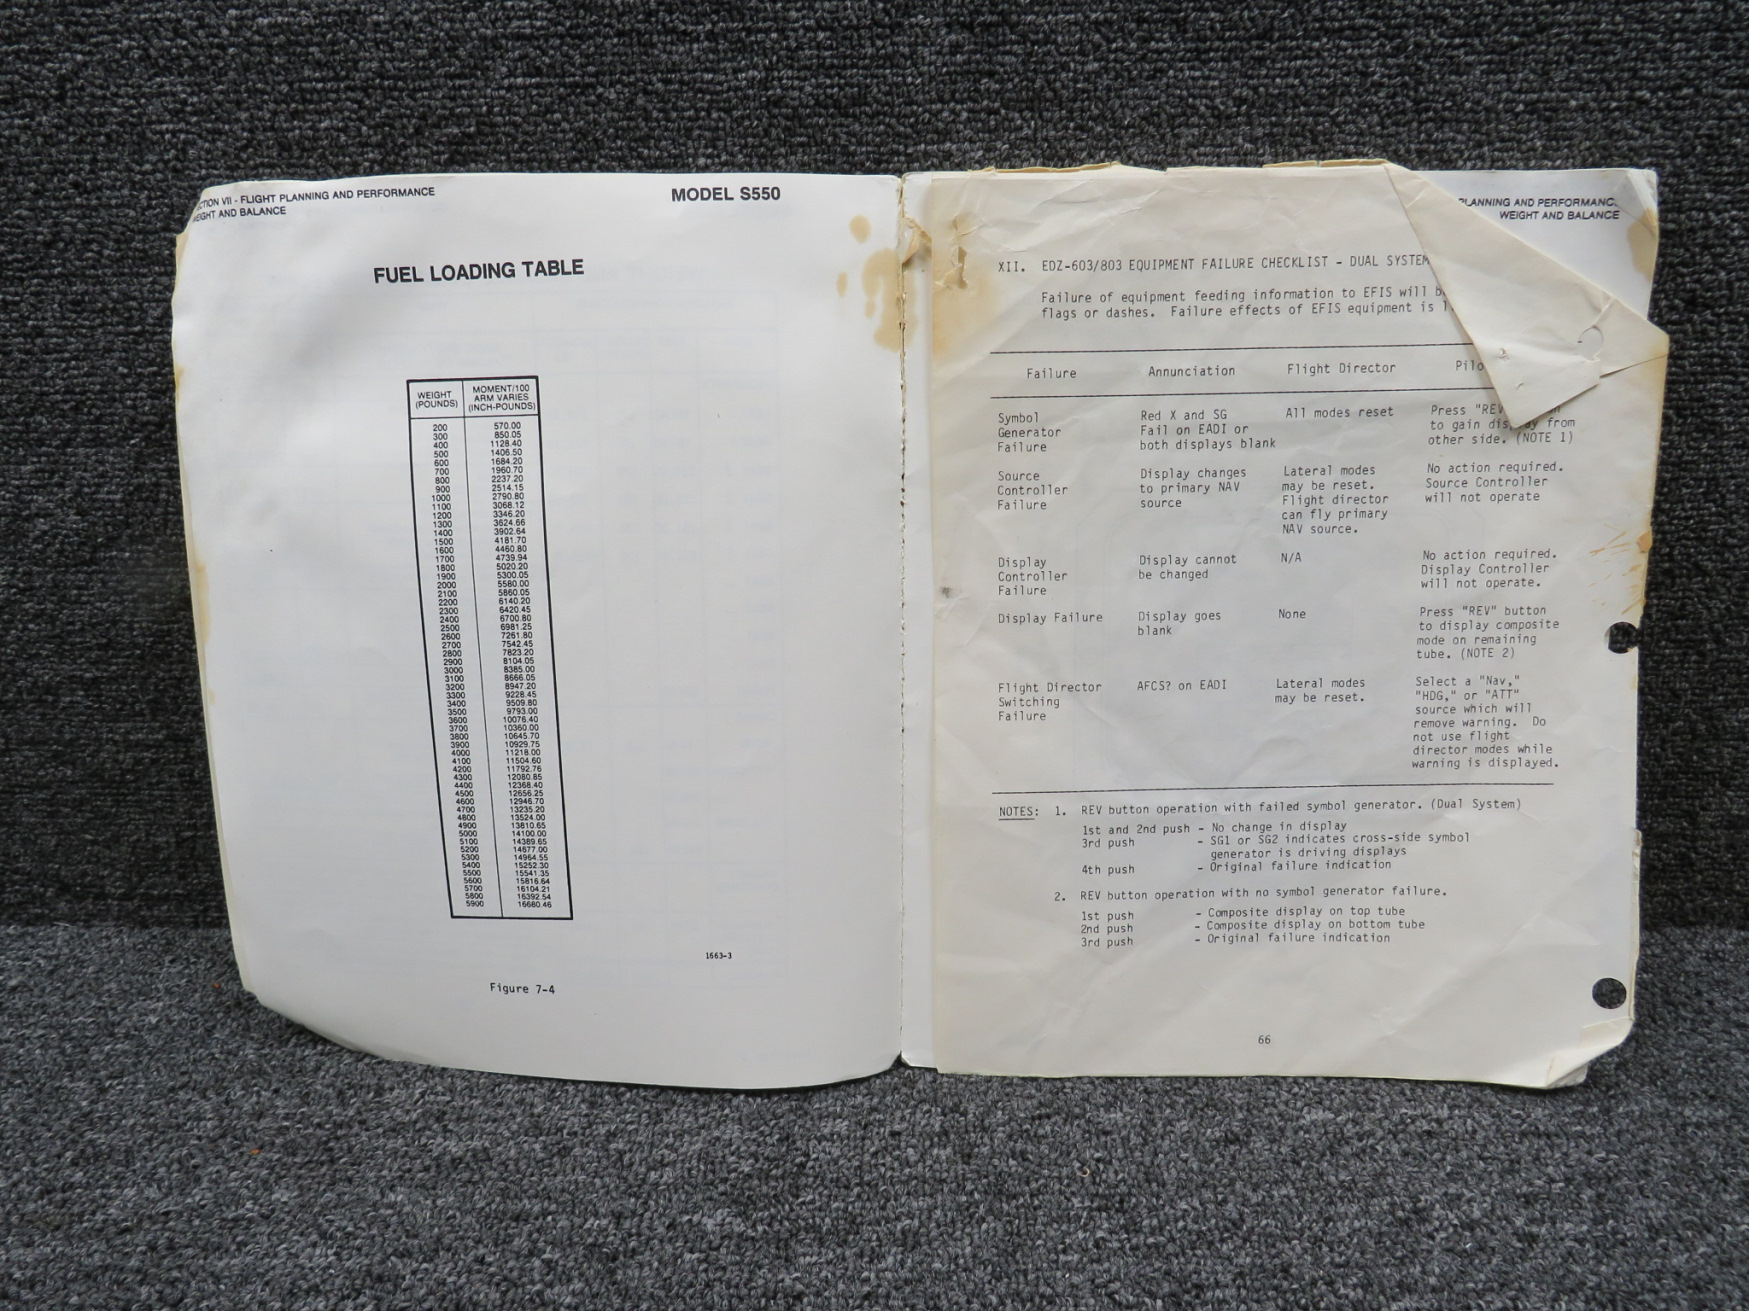 CTION VII - FLIGHT PLANNING AND PERFORMANCE
EIGHT AND BALANCE
MODEL S550
FUEL LOADING TABLE
WEIGHT (POUNDS) MOMENT/100 ARM VARIES (INCH-POUNDS)
200 570.00
300 850.05
400 1128.40
500 1406.50
600 1684.20
700 1960.70
800 2237.20
900 2514.15
1000 2790.80
1100 3068.12
1200 3346.20
1300 3624.66
1400 3902.64
1500 4181.70
1600 4460.80
1700 4739.94
1800 5020.20
1900 5300.05
2000 5580.00
2100 5860.05
2200 6140.20
2300 6420.45
2400 6700.80
2500 6981.25
2600 7261.80
2700 7542.45
2800 7823.20
2900 8104.05
3000 8385.00
3100 8666.05
3200 8947.20
3300 9228.45
3400 9509.80
3500 9793.00
3600 10076.40
3700 10360.00
3800 10645.70
3900 10929.75
4000 11218.00
4100 11504.60
4200 11792.76
4300 12080.85
4400 12368.40
4500 12656.25
4600 12946.70
4700 13235.20
4800 13524.00
4900 13810.65
5000 14100.00
5100 14389.65
5200 14677.00
5300 14964.55
5400 15252.30
5500 15541.35
5600 15816.64
5700 16104.21
5800 16392.54
5900 16680.46
1663-3
Figure 7-4
PLANNING AND PERFORMANC
WEIGHT AND BALANCE
XII. EDZ-603/803 EQUIPMENT FAILURE CHECKLIST - DUAL SYSTEM
Failure of equipment feeding information to EFIS will b
flags or dashes. Failure effects of EFIS equipment is
Failure Annunciation Flight Director Pilo
Symbol Generator Failure
Red X and SG Fail on EADI or both displays blank
All modes reset
Press "REV to gain display from other side. (NOTE 1)
Source Controller Failure
Display changes to primary NAV source
Lateral modes may be reset. Flight director can fly primary NAV source.
No action required. Source Controller will not operate
Display Controller Failure
Display cannot be changed
N/A
No action required. Display Controller will not operate.
Display Failure
Display goes blank
None
Press "REV" button to display composite mode on remaining tube. (NOTE 2)
Flight Director Switching Failure
AFCS? on EADI
Lateral modes may be reset.
Select a "Nav," "HDG," or "ATT" source which will remove warning. Do not use flight director modes while warning is displayed.
NOTES: 1. REV button operation with failed symbol generator. (Dual System)
1st and 2nd push - No change in display
3rd push - SG1 or SG2 indicates cross-side symbol
generator is driving displays
4th push - Original failure indication
2. REV button operation with no symbol generator failure.
1st push - Composite display on top tube
2nd push - Composite display on bottom tube
3rd push - Original failure indication
66